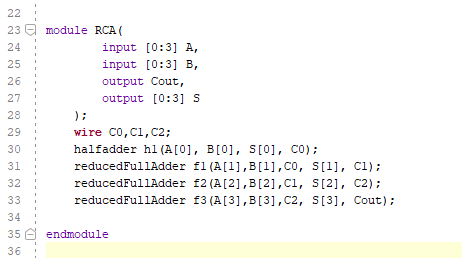 22
23 module RCA(
24 input [0:3] A,
25 input [0:3] B,
26 output Cout,
27 output [0:3] S
28 );
29 wire C0,C1,C2;
30 halfadder h1(A[0], B[0], S[0], C0);
31 reducedFullAdder f1(A[1],B[1],C0, S[1], C1);
32 reducedFullAdder f2(A[2],B[2],C1, S[2], C2);
33 reducedFullAdder f3(A[3],B[3],C2, S[3], Cout);
34
35 endmodule
36